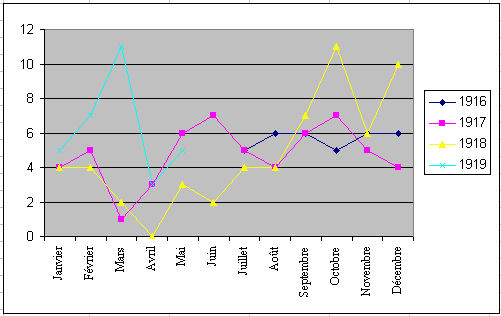 12
10
8
6
4
2
0
Janvier
Février
Mars
Avril
Mai
Juin
Juillet
Août
Septembre
Octobre
Novembre
Décembre
1916
1917
1918
1919